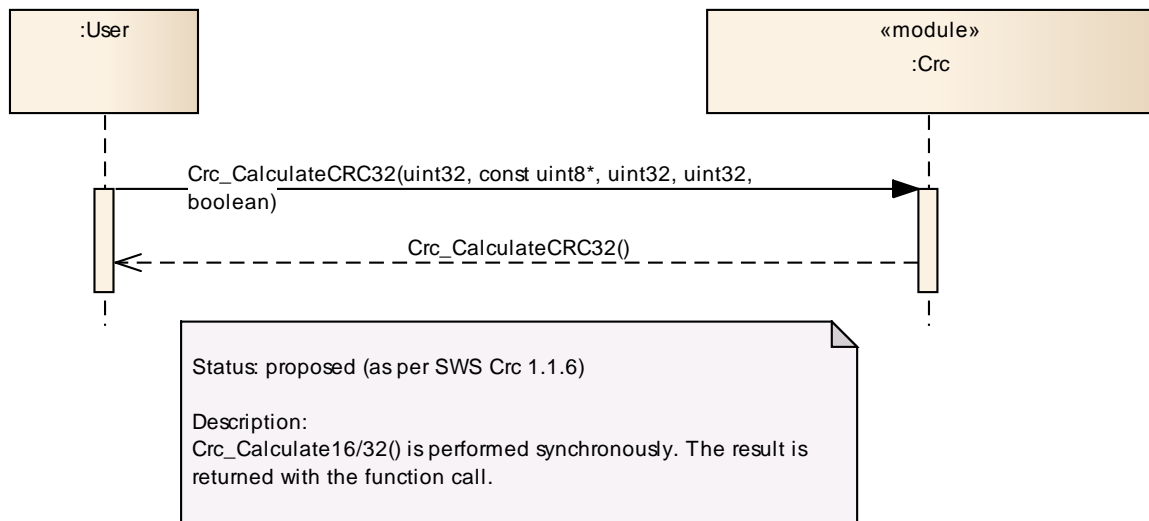 :User
«module»
:Crc
Crc_CalculateCRC32(uint32, const uint8*, uint32, uint32,
boolean)
Crc_CalculateCRC32()
Status: proposed (as per SWS Crc 1.1.6)
Description:
Crc_Calculate16/32() is performed synchronously. The result is
returned with the function call.